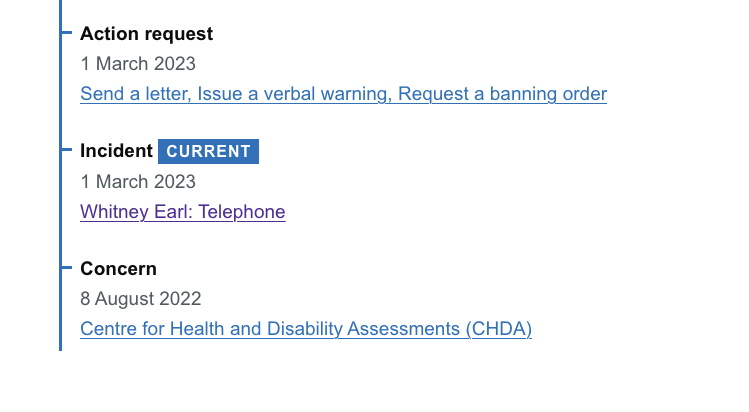 Action request
1 March 2023
Send a letter, Issue a verbal warning, Request a banning order
Incident CURRENT
1 March 2023
Whitney Earl: Telephone
Concern
8 August 2022
Centre for Health and Disability Assessments (CHDA)